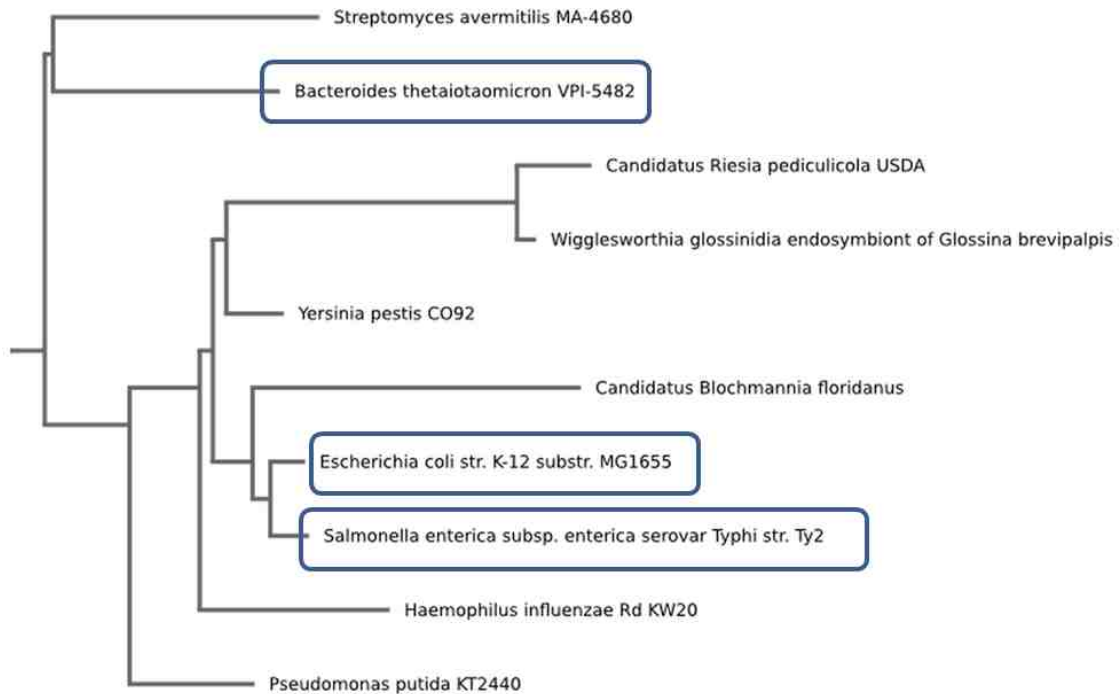 Streptomyces avermitilis MA-4680
Bacteroides thetaiotaomicron VPI-5482
Candidatus Riesia pediculicola USDA
Wigglesworthia glossinidia endosymbiont of Glossina brevipalpis
Yersinia pestis CO92
Candidatus Blochmannia floridanus
Escherichia coli str. K-12 substr. MG1655
Salmonella enterica subsp. enterica serovar Typhi str. Ty2
Haemophilus influenzae Rd KW20
Pseudomonas putida KT2440